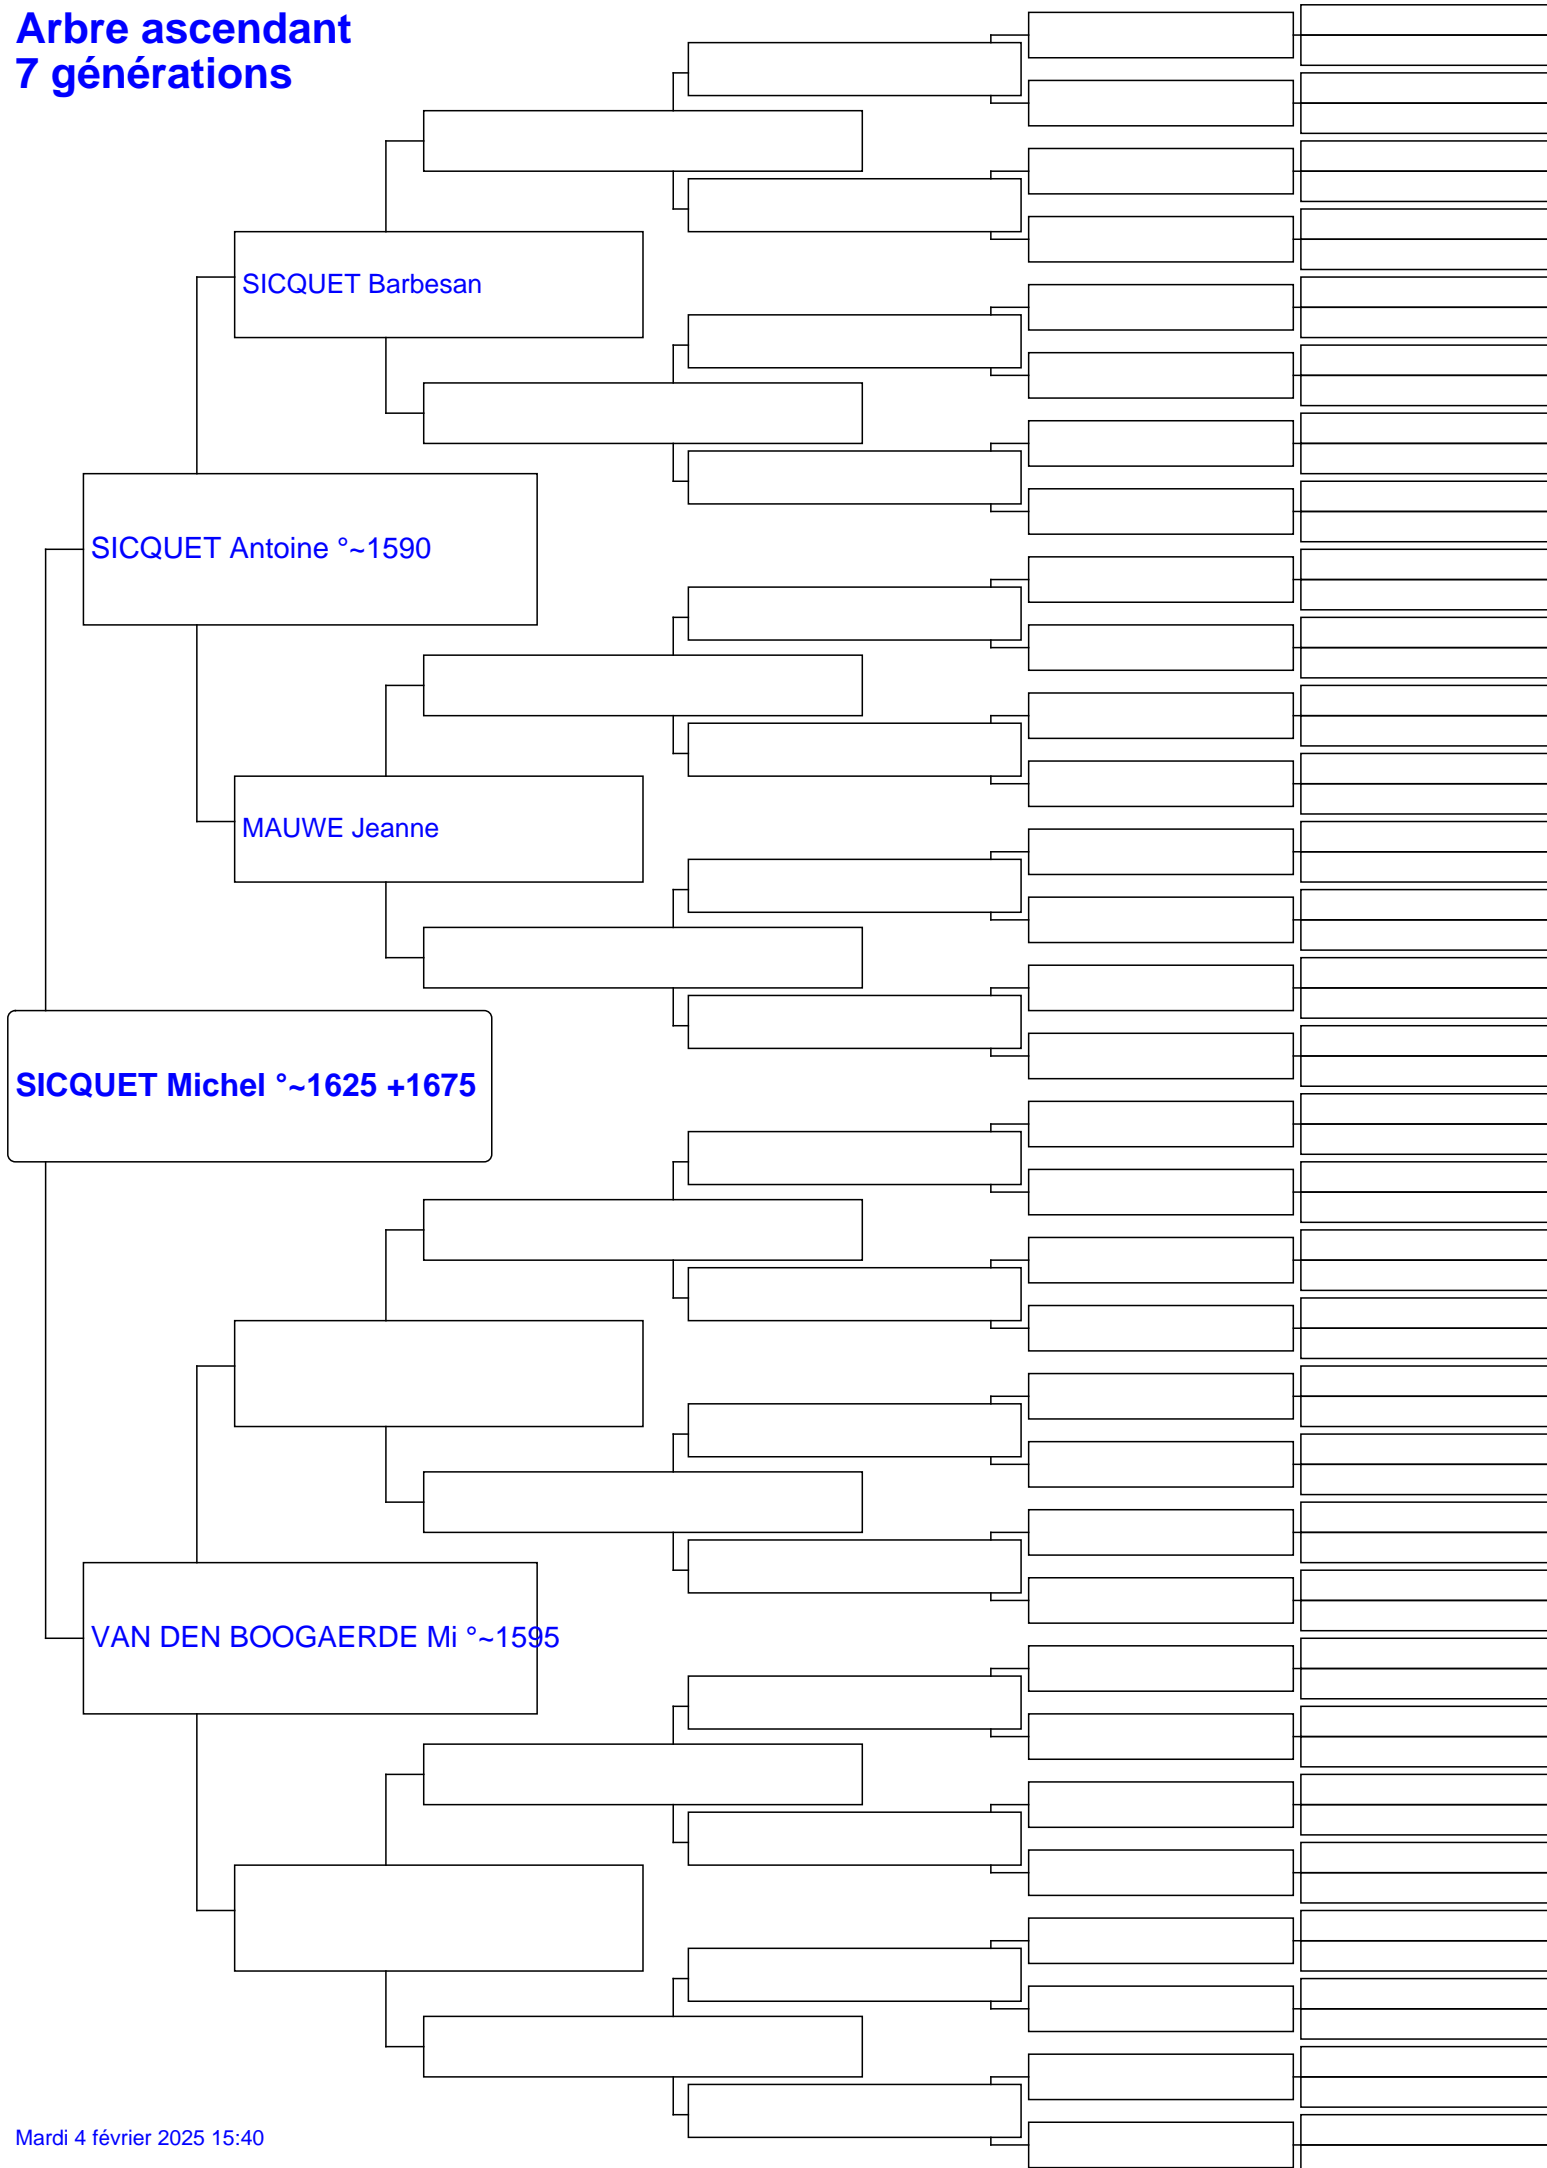 Arbre ascendant
7 générations
SICQUET Barbesan
SICQUET Antoine °~1590
MAUWE Jeanne
SICQUET Michel °~1625 +1675
VAN DEN BOOGAERDE Mi °~1595
Mardi 4 février 2025 15:40